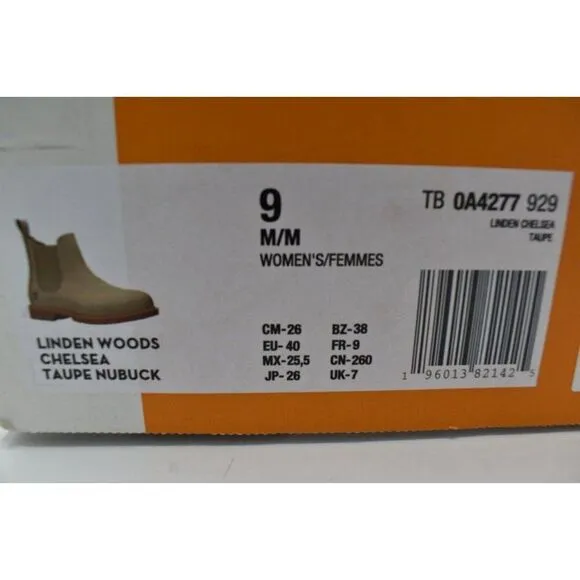 9
M/M
WOMEN'S/FEMMES
TB 0A4277 929
LINDEN CHELSEA
TAUPE
LINDEN WOODS
CHELSEA
TAUPE NUBUCK
CM-26 BZ-38
EU- 40 FR-9
MX-25,5 CN-260
JP-26 UK-7
1 96013 82142 5